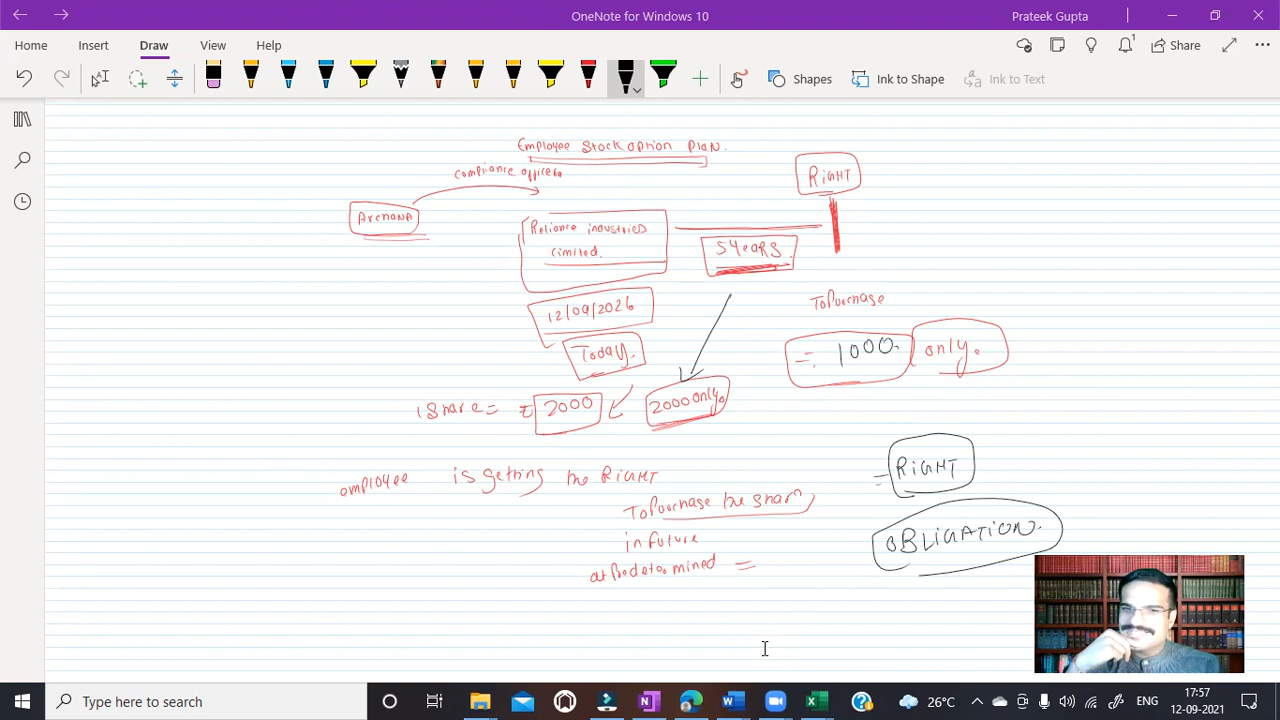 OneNote for Windows 10
Prateek Gupta
Home Insert Draw View Help
Share
Shapes
Ink to Shape
Ink to Text
Employee Stock option Plan.
compliance officer
RIGHT
Archana
Reliance industries
Limited.
5 Years.
12/09/2026
To Purchase
Today.
= 1000. only.
1 Share = ₹ 2000
2000 only.
RIGHT
employee is getting the RIGHT
To Purchase the share
in future
at Predetermined =
= RIGHT
OBLIGATION.
Type here to search
26°C
ENG
17:57
12-09-2021